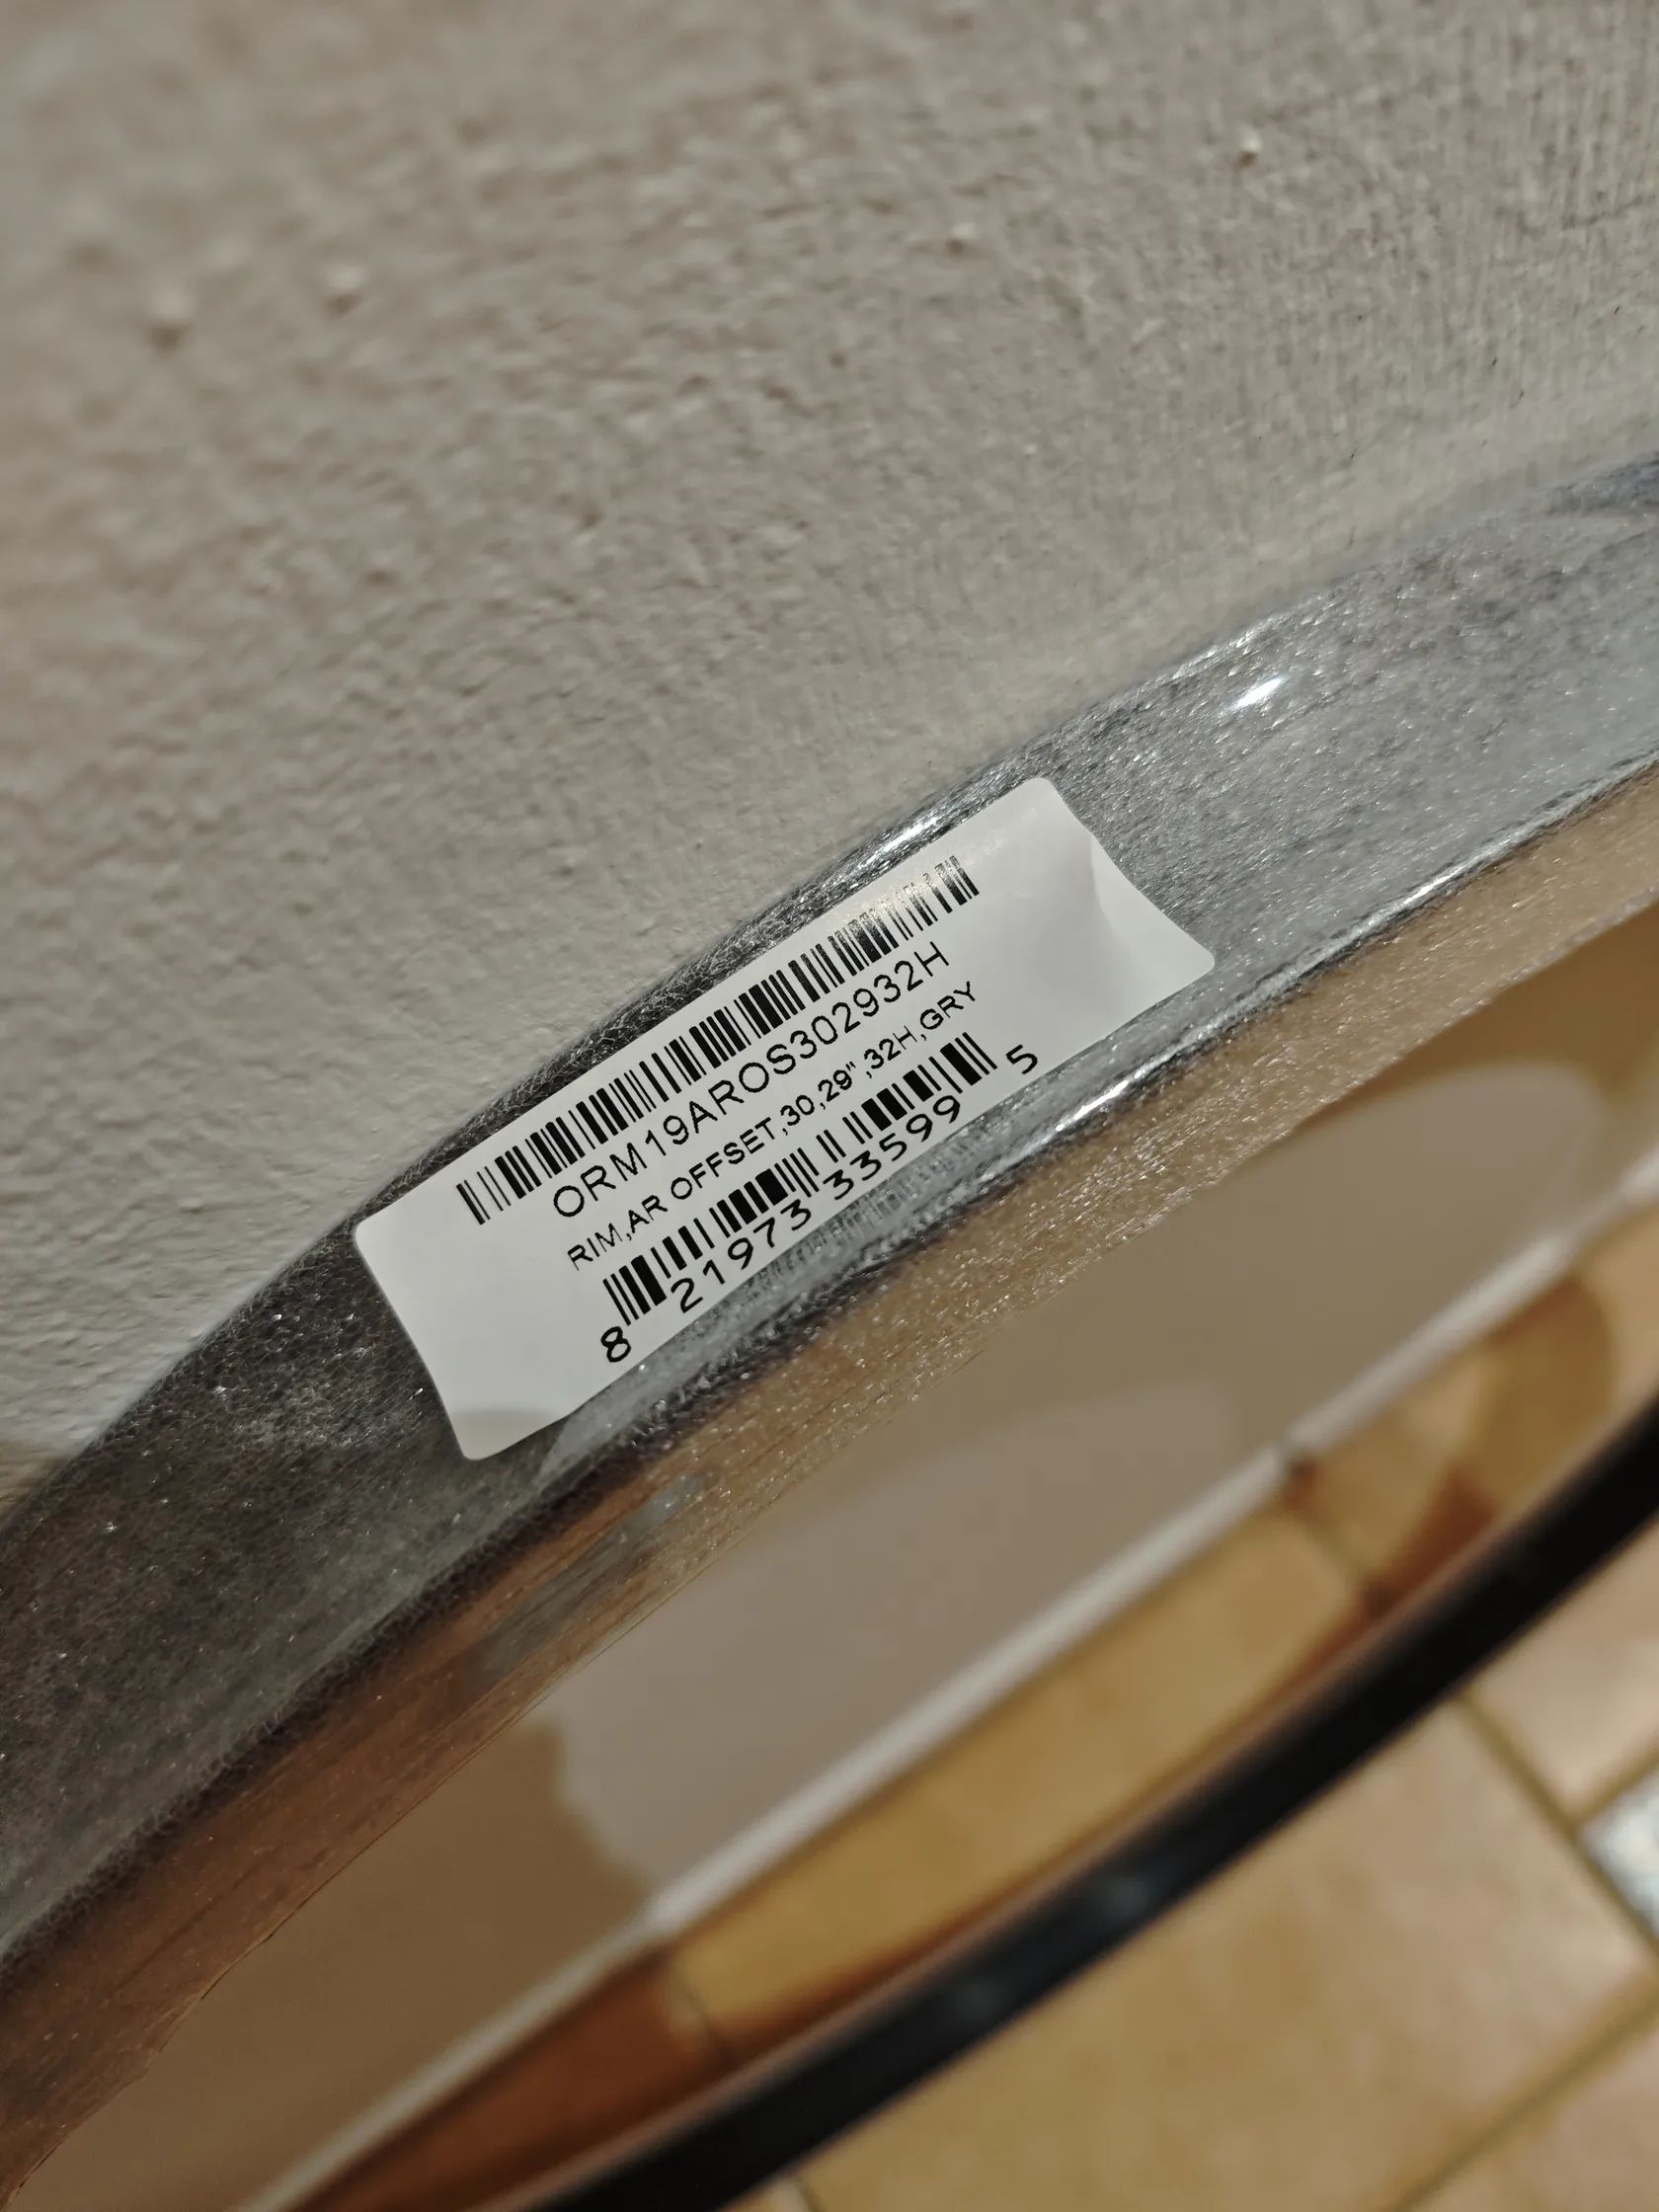 ORM19AROS302932H
RIM,AR OFFSET,30,29",32H,GRY
8 21973 33599 5